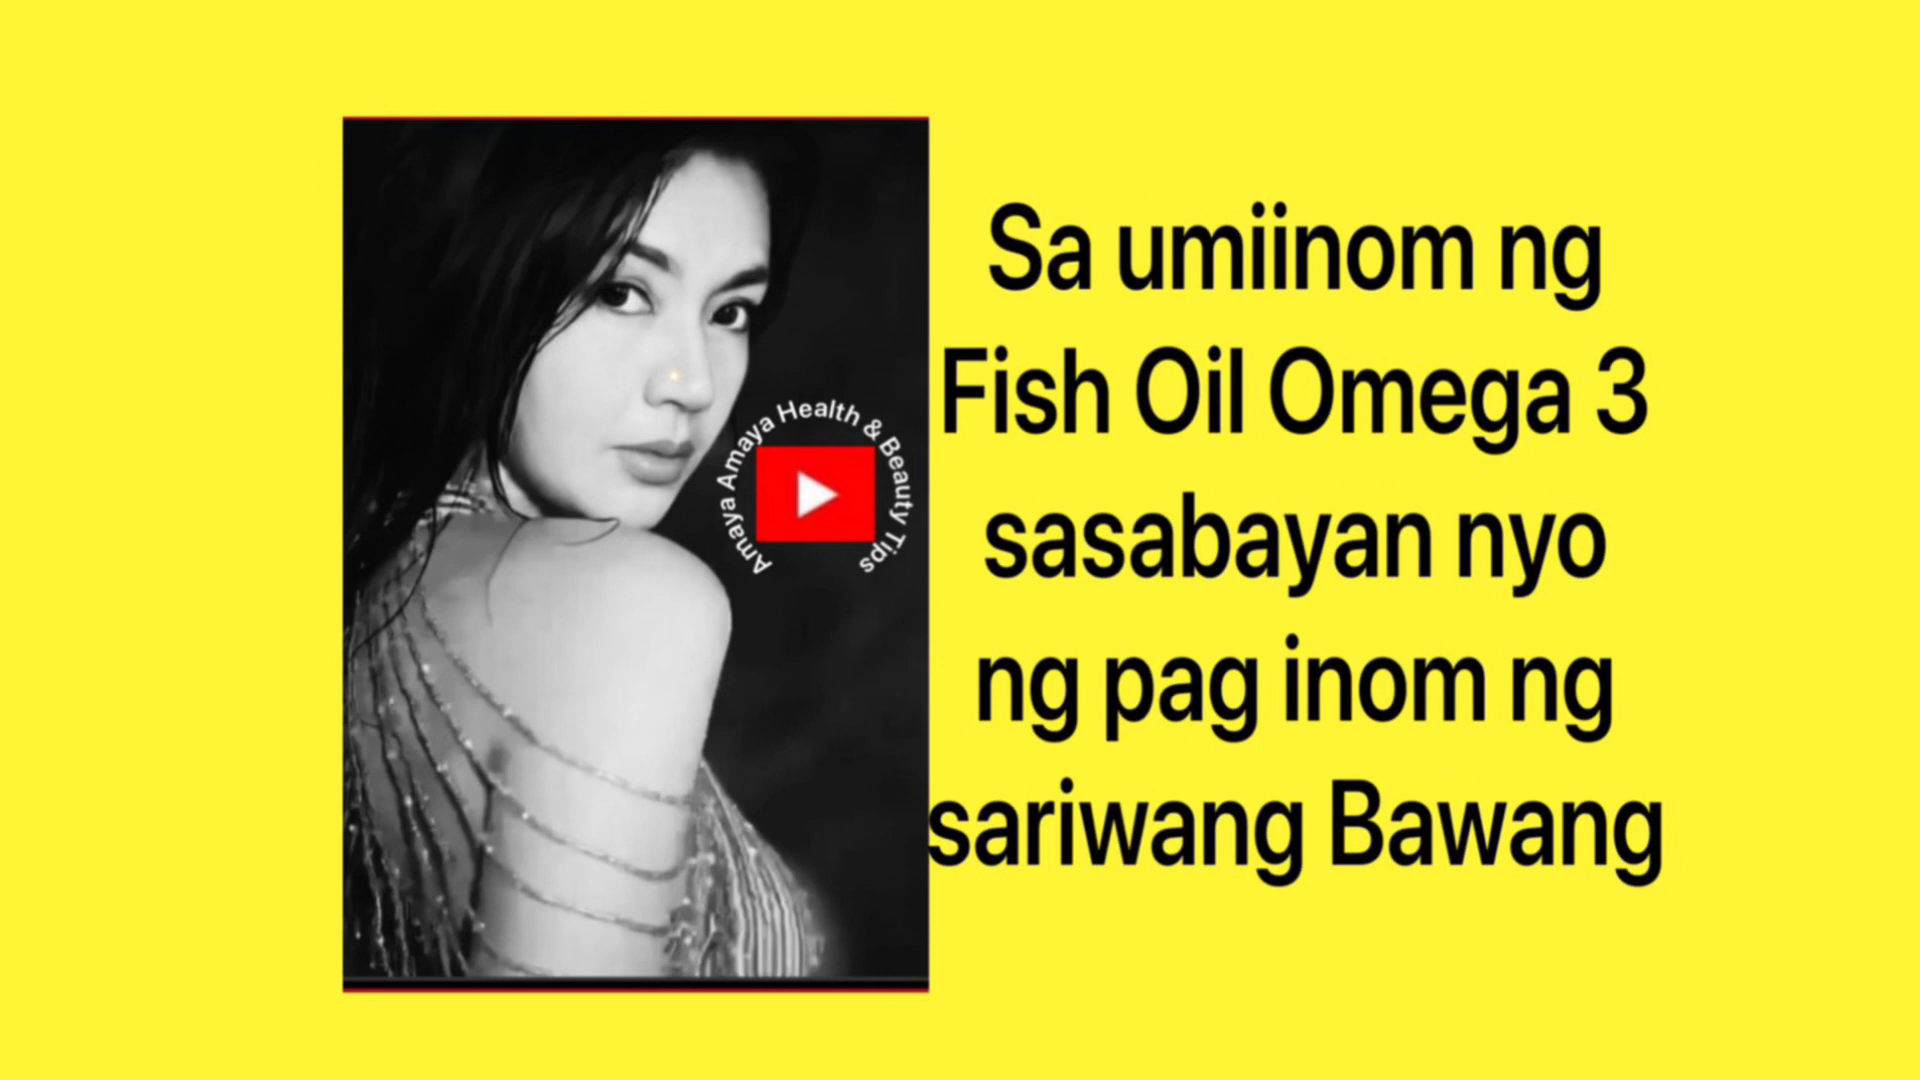 Amaya Amaya Health & Beauty Tips
Sa umiinom ng
Fish Oil Omega 3
sasabayan nyo
ng pag inom ng
sariwang Bawang